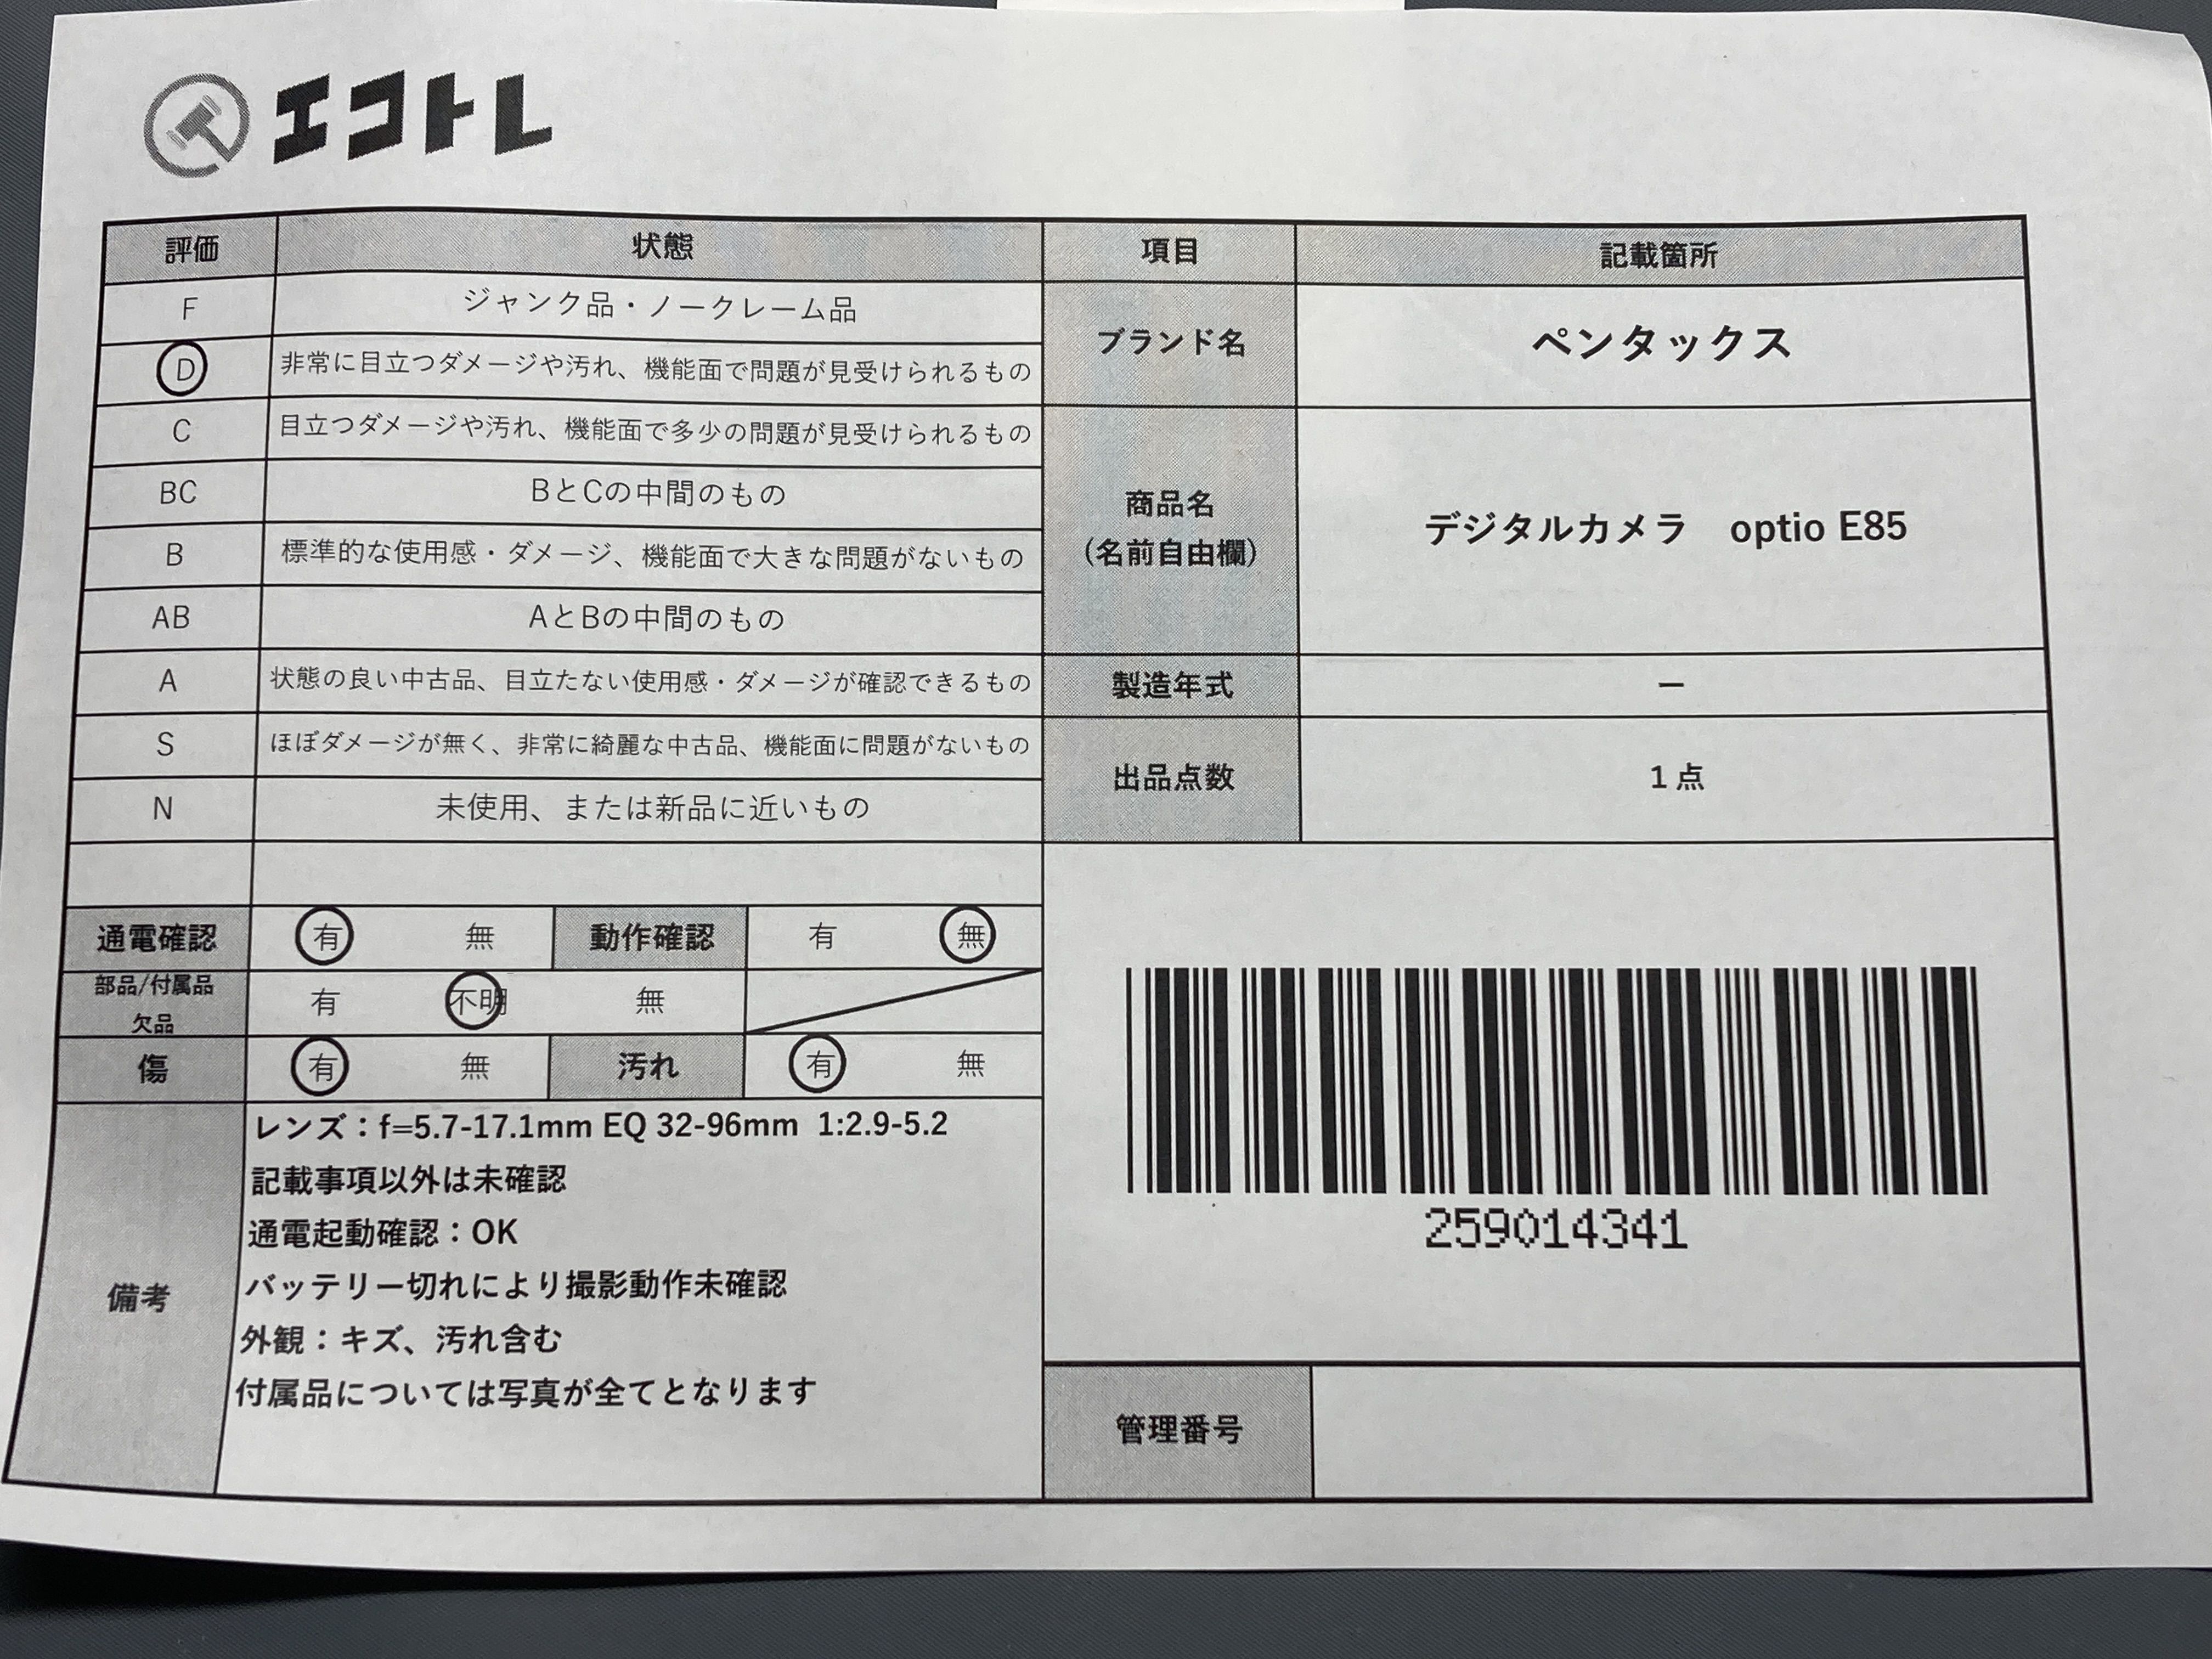 エコトレ
評価 状態 項目 記載箇所
F ジャンク品・ノークレーム品
D 非常に目立つダメージや汚れ、機能面で問題が見受けられるもの
C 目立つダメージや汚れ、機能面で多少の問題が見受けられるもの
BC BとCの中間のもの
B 標準的な使用感・ダメージ、機能面で大きな問題がないもの
AB AとBの中間のもの
A 状態の良い中古品、目立たない使用感・ダメージが確認できるもの
S ほぼダメージが無く、非常に綺麗な中古品、機能面に問題がないもの
N 未使用、または新品に近いもの
ブランド名 ペンタックス
商品名
(名前自由欄)
デジタルカメラ optio E85
製造年式 ー
出品点数 1点
通電確認 有 無 動作確認 有 無
部品/付属品
欠品
有 不明 無
傷 有 無 汚れ 有 無
備考
レンズ：f=5.7-17.1mm EQ 32-96mm 1:2.9-5.2
記載事項以外は未確認
通電起動確認：OK
バッテリー切れにより撮影動作未確認
外観：キズ、汚れ含む
付属品については写真が全てとなります
259014341
管理番号